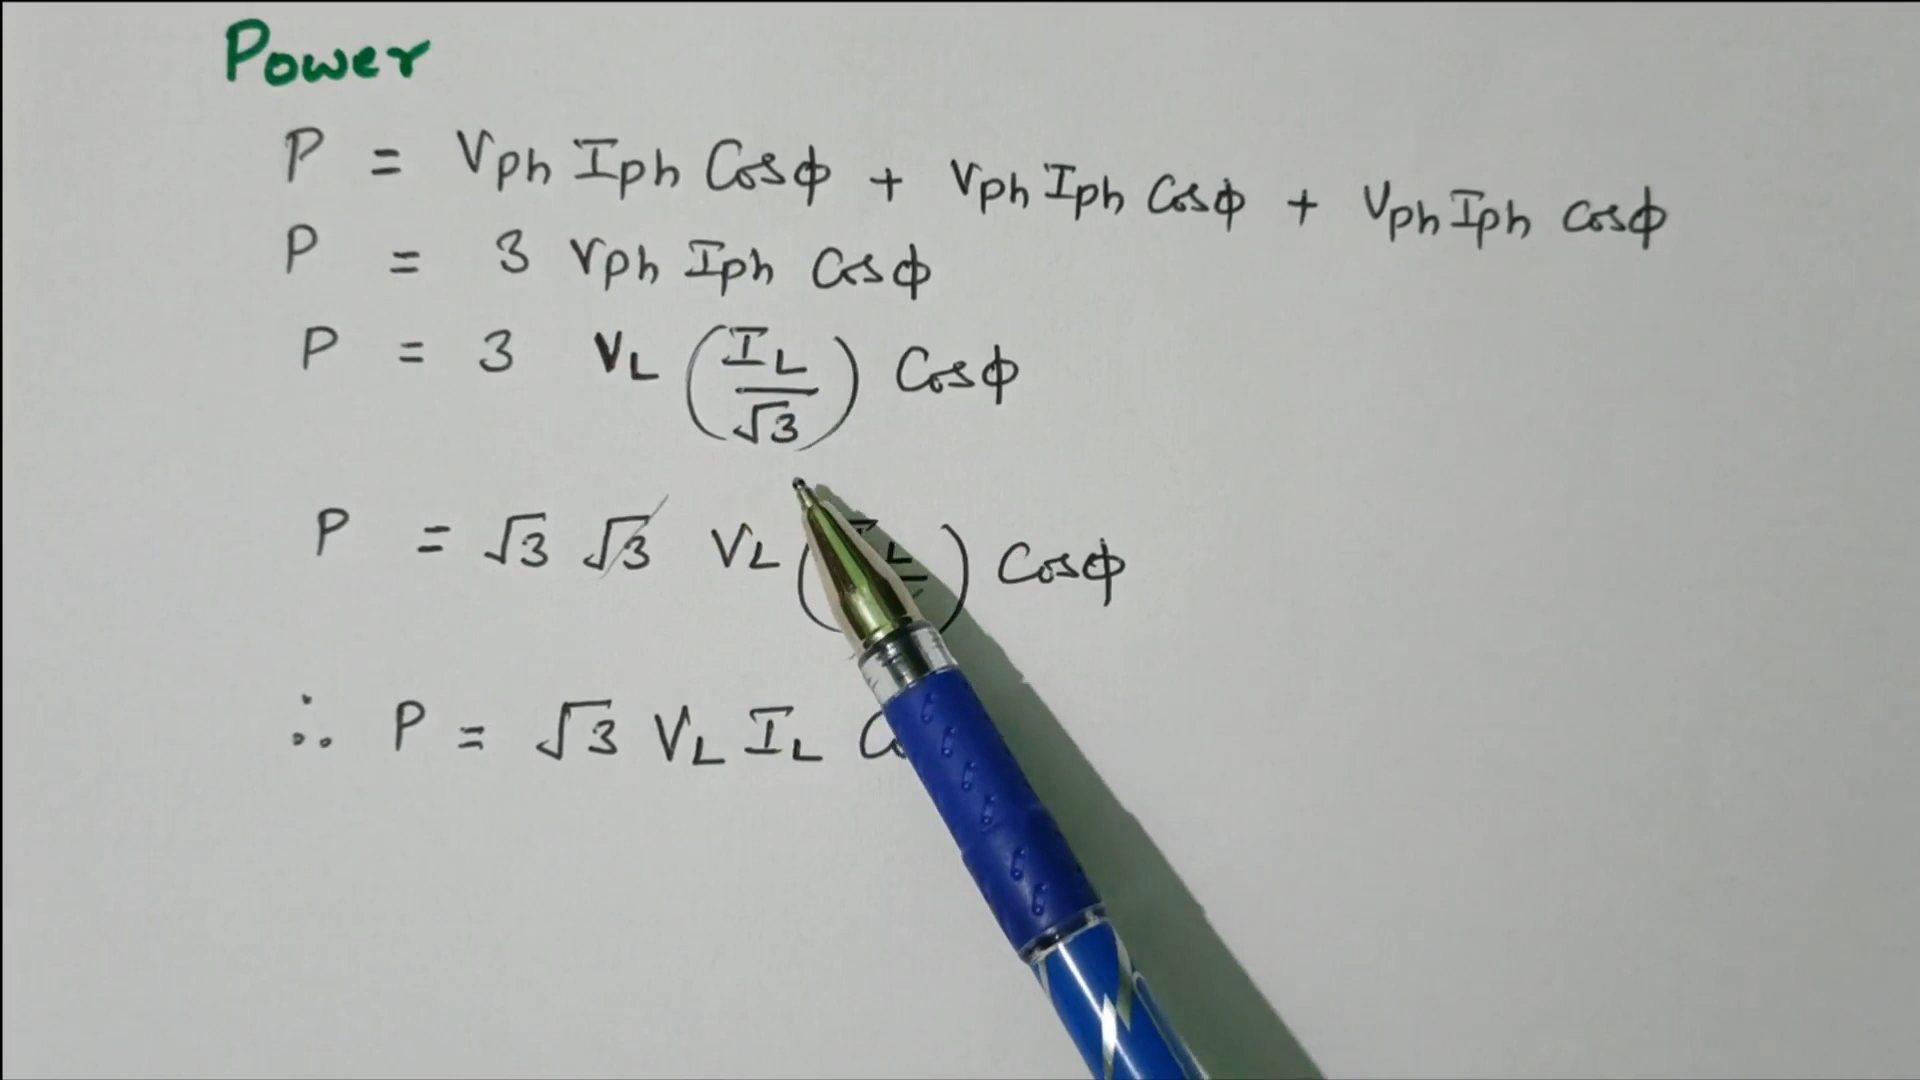 Power
P = Vph Iph Cosϕ + Vph Iph Cosϕ + Vph Iph Cosϕ
P = 3 Vph Iph Cosϕ
P = 3 VL (IL/√3) Cosϕ
P = √3 √3 VL (IL/ ) Cosϕ
∴ P = √3 VL IL